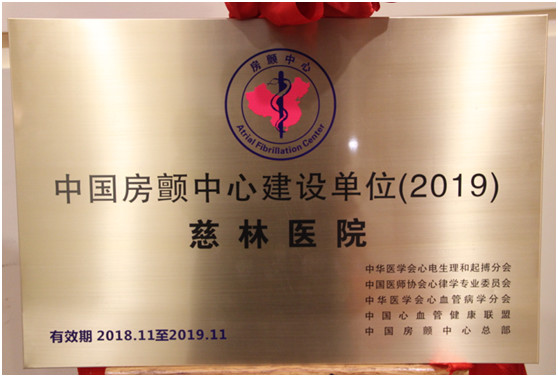 房颤中心
Atrial Fibrillation Center
中国房颤中心建设单位(2019)
慈林医院
中华医学会心电生理和起搏分会
中国医师协会心律学专业委员会
中华医学会心血管病学分会
中国心血管健康联盟
中国房颤中心总部
有效期 2018.11至2019.11